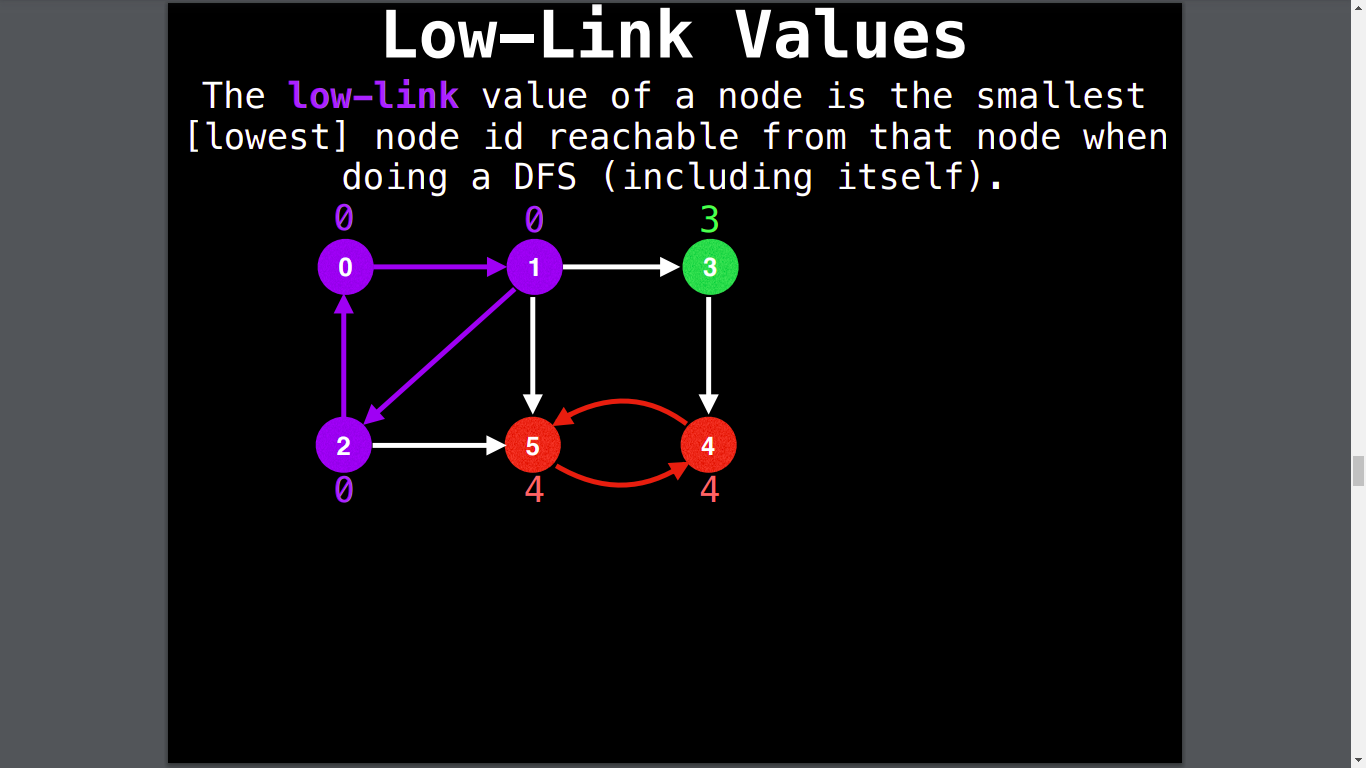 Low-Link Values
The low-link value of a node is the smallest
[lowest] node id reachable from that node when
doing a DFS (including itself).
0 0 3
0 1 3
2 5 4
0 4 4